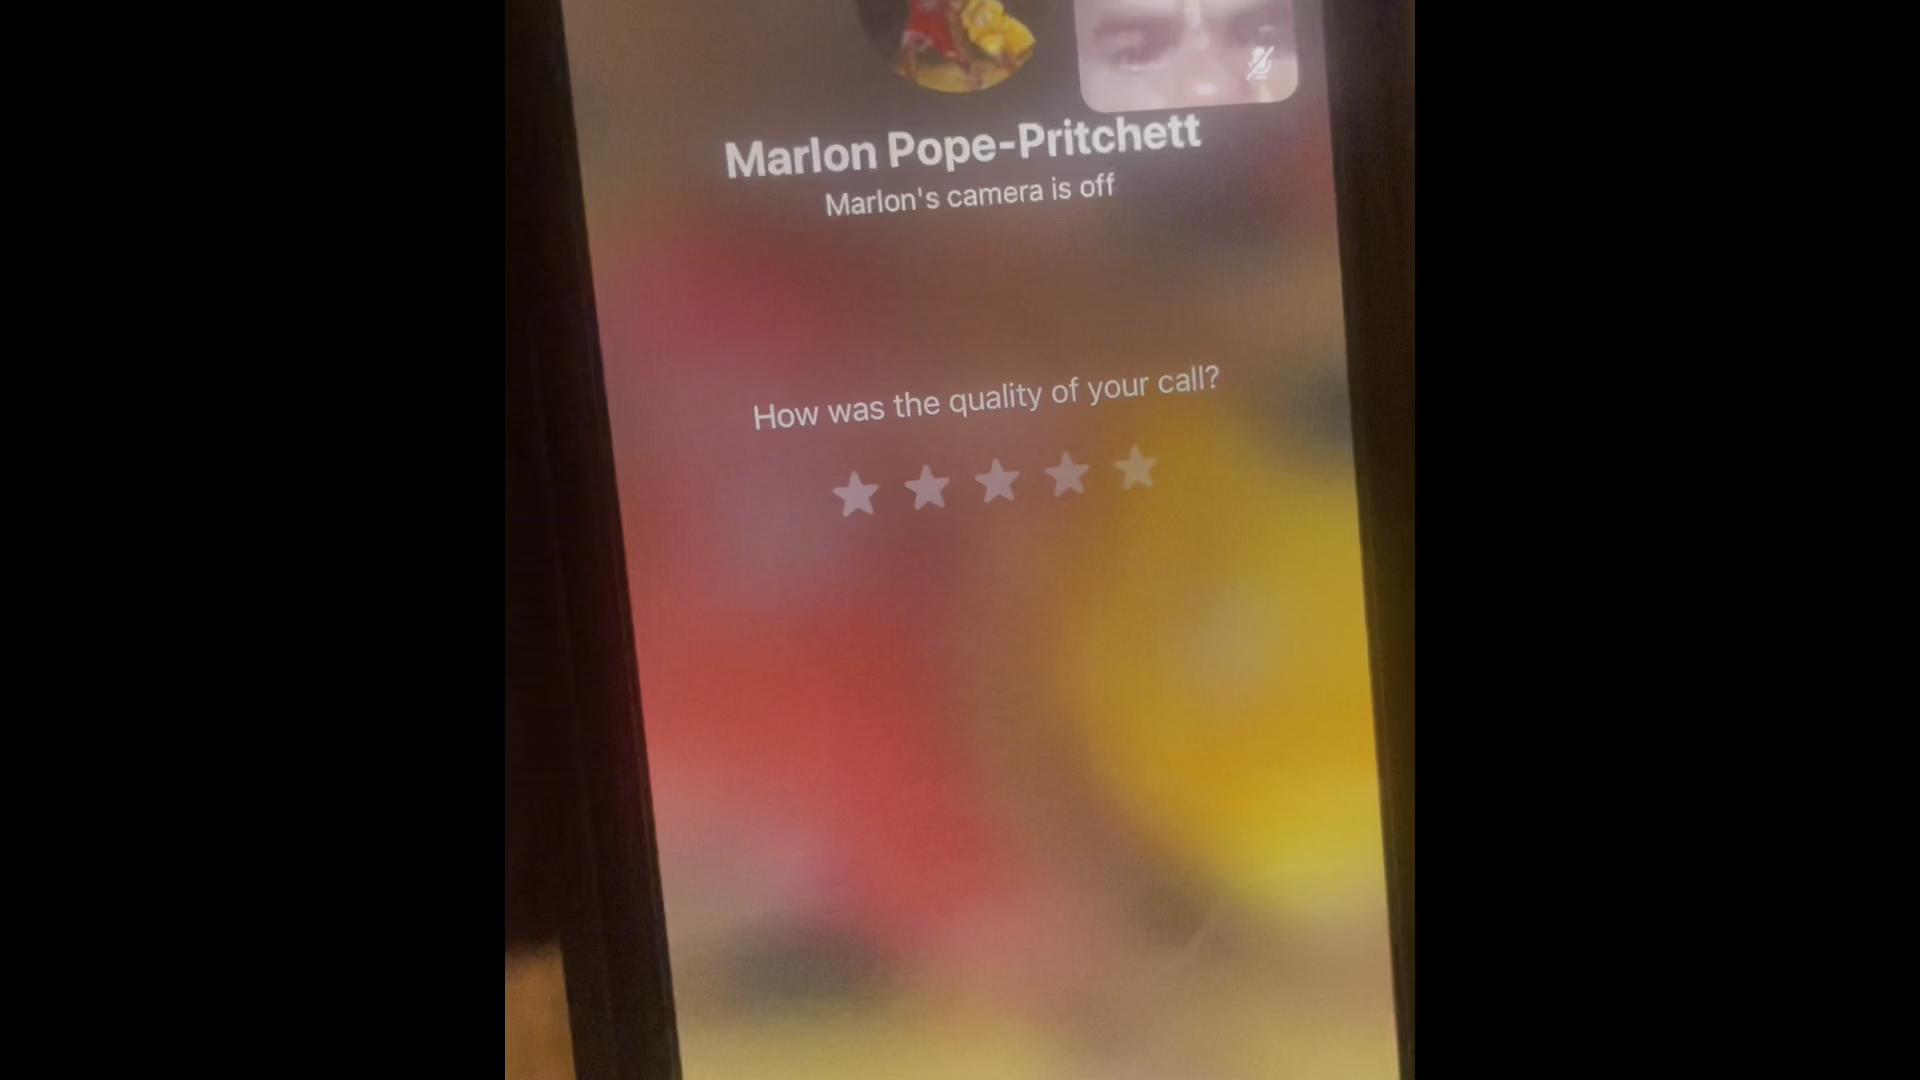 Marlon Pope-Pritchett
Marlon's camera is off
How was the quality of your call?